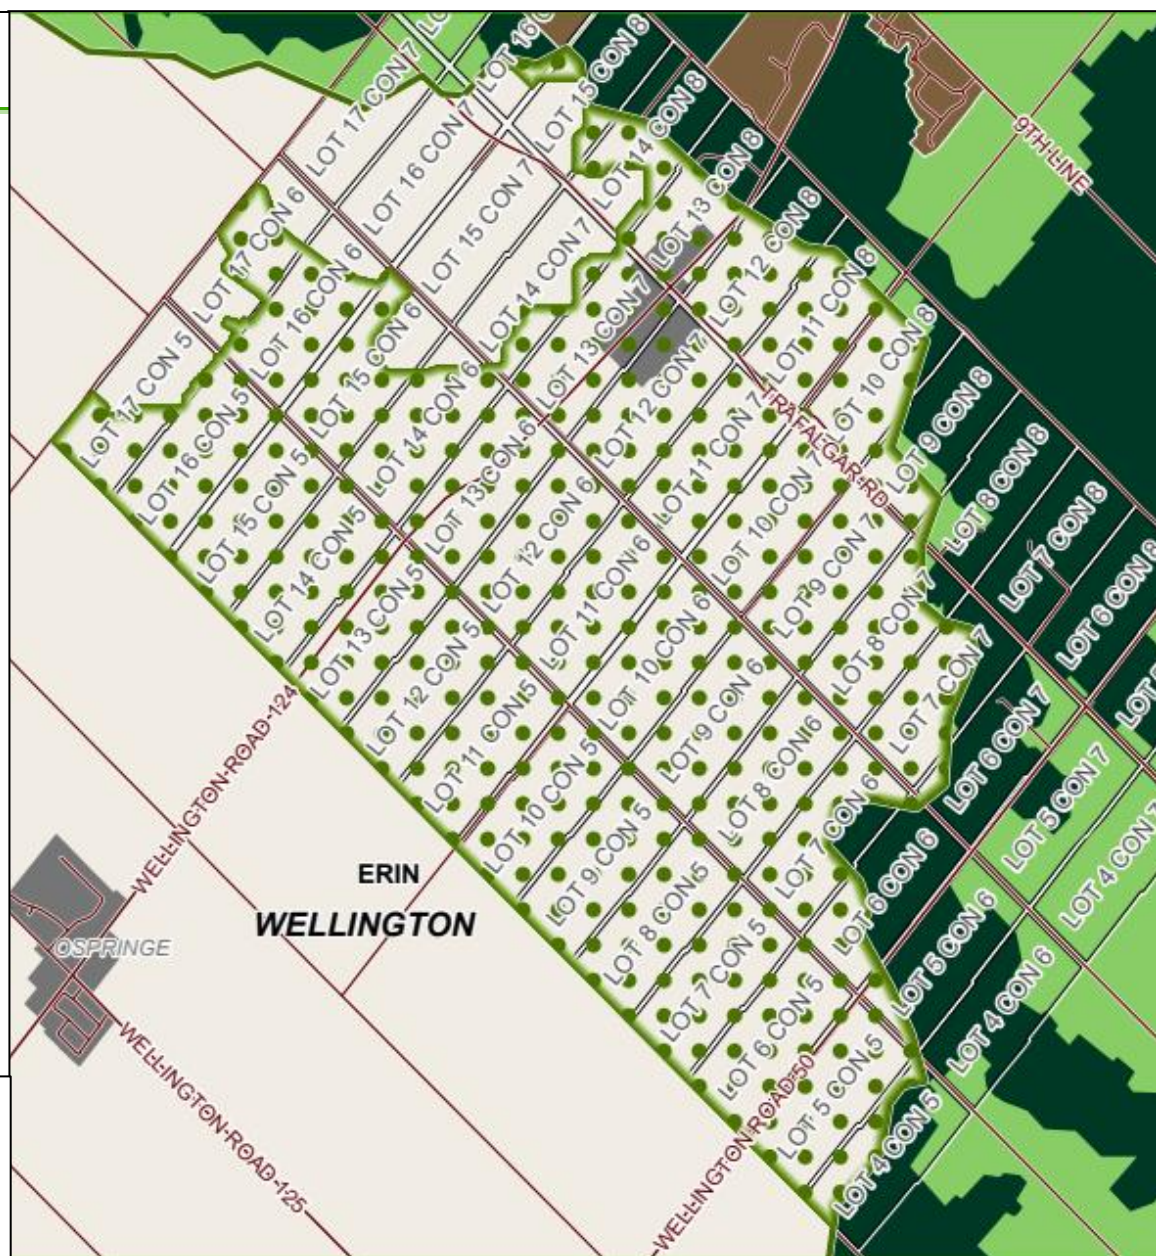 LOT 16 CON 8
LOT 17 CON 7
LOT 15 CON 8
LOT 16 CON 7
LOT 14 CON 8
9TH LINE
LOT 15 CON 7
LOT 13 CON 8
17 CON 6
LOT
LOT 14 CON 7
LOT 12 CON 8
LOT 16 CON 6
LOT 13 CON 7
LOT 11 CON 8
LOT 17 CON 5
LOT 15 CON 6
LOT 12 CON 7
LOT 10 CON 8
LOT 14 CON 6
LOT 11 CON 7
TRAFALGAR RD
LOT 9 CON 8
LOT 16 CON 5
LOT 13 CON 6
LOT 10 CON 7
LOT 8 CON 8
LOT 15 CON 5
LOT 12 CON 6
LOT 9 CON 7
LOT 7 CON 8
LOT 14 CON 5
LOT 11 CON 6
LOT 8 CON 7
LOT 6 CON 8
LOT 13 CON 5
LOT 10 CON 6
LOT 7 CON 7
LOT 12 CON 5
LOT 9 CON 6
LOT 6 CON 7
LOT 11 CON 5
LOT 8 CON 6
LOT 5 CON 7
WELLINGTON ROAD 124
LOT 10 CON 5
LOT 7 CON 6
LOT 4 CON 7
ERIN
WELLINGTON
LOT 9 CON 5
LOT 6 CON 6
OSPRINGE
LOT 8 CON 5
LOT 5 CON 6
LOT 7 CON 5
LOT 4 CON 6
LOT 6 CON 5
WELLINGTON ROAD 125
LOT 5 CON 5
WELLINGTON ROAD 50
LOT 4 CON 5